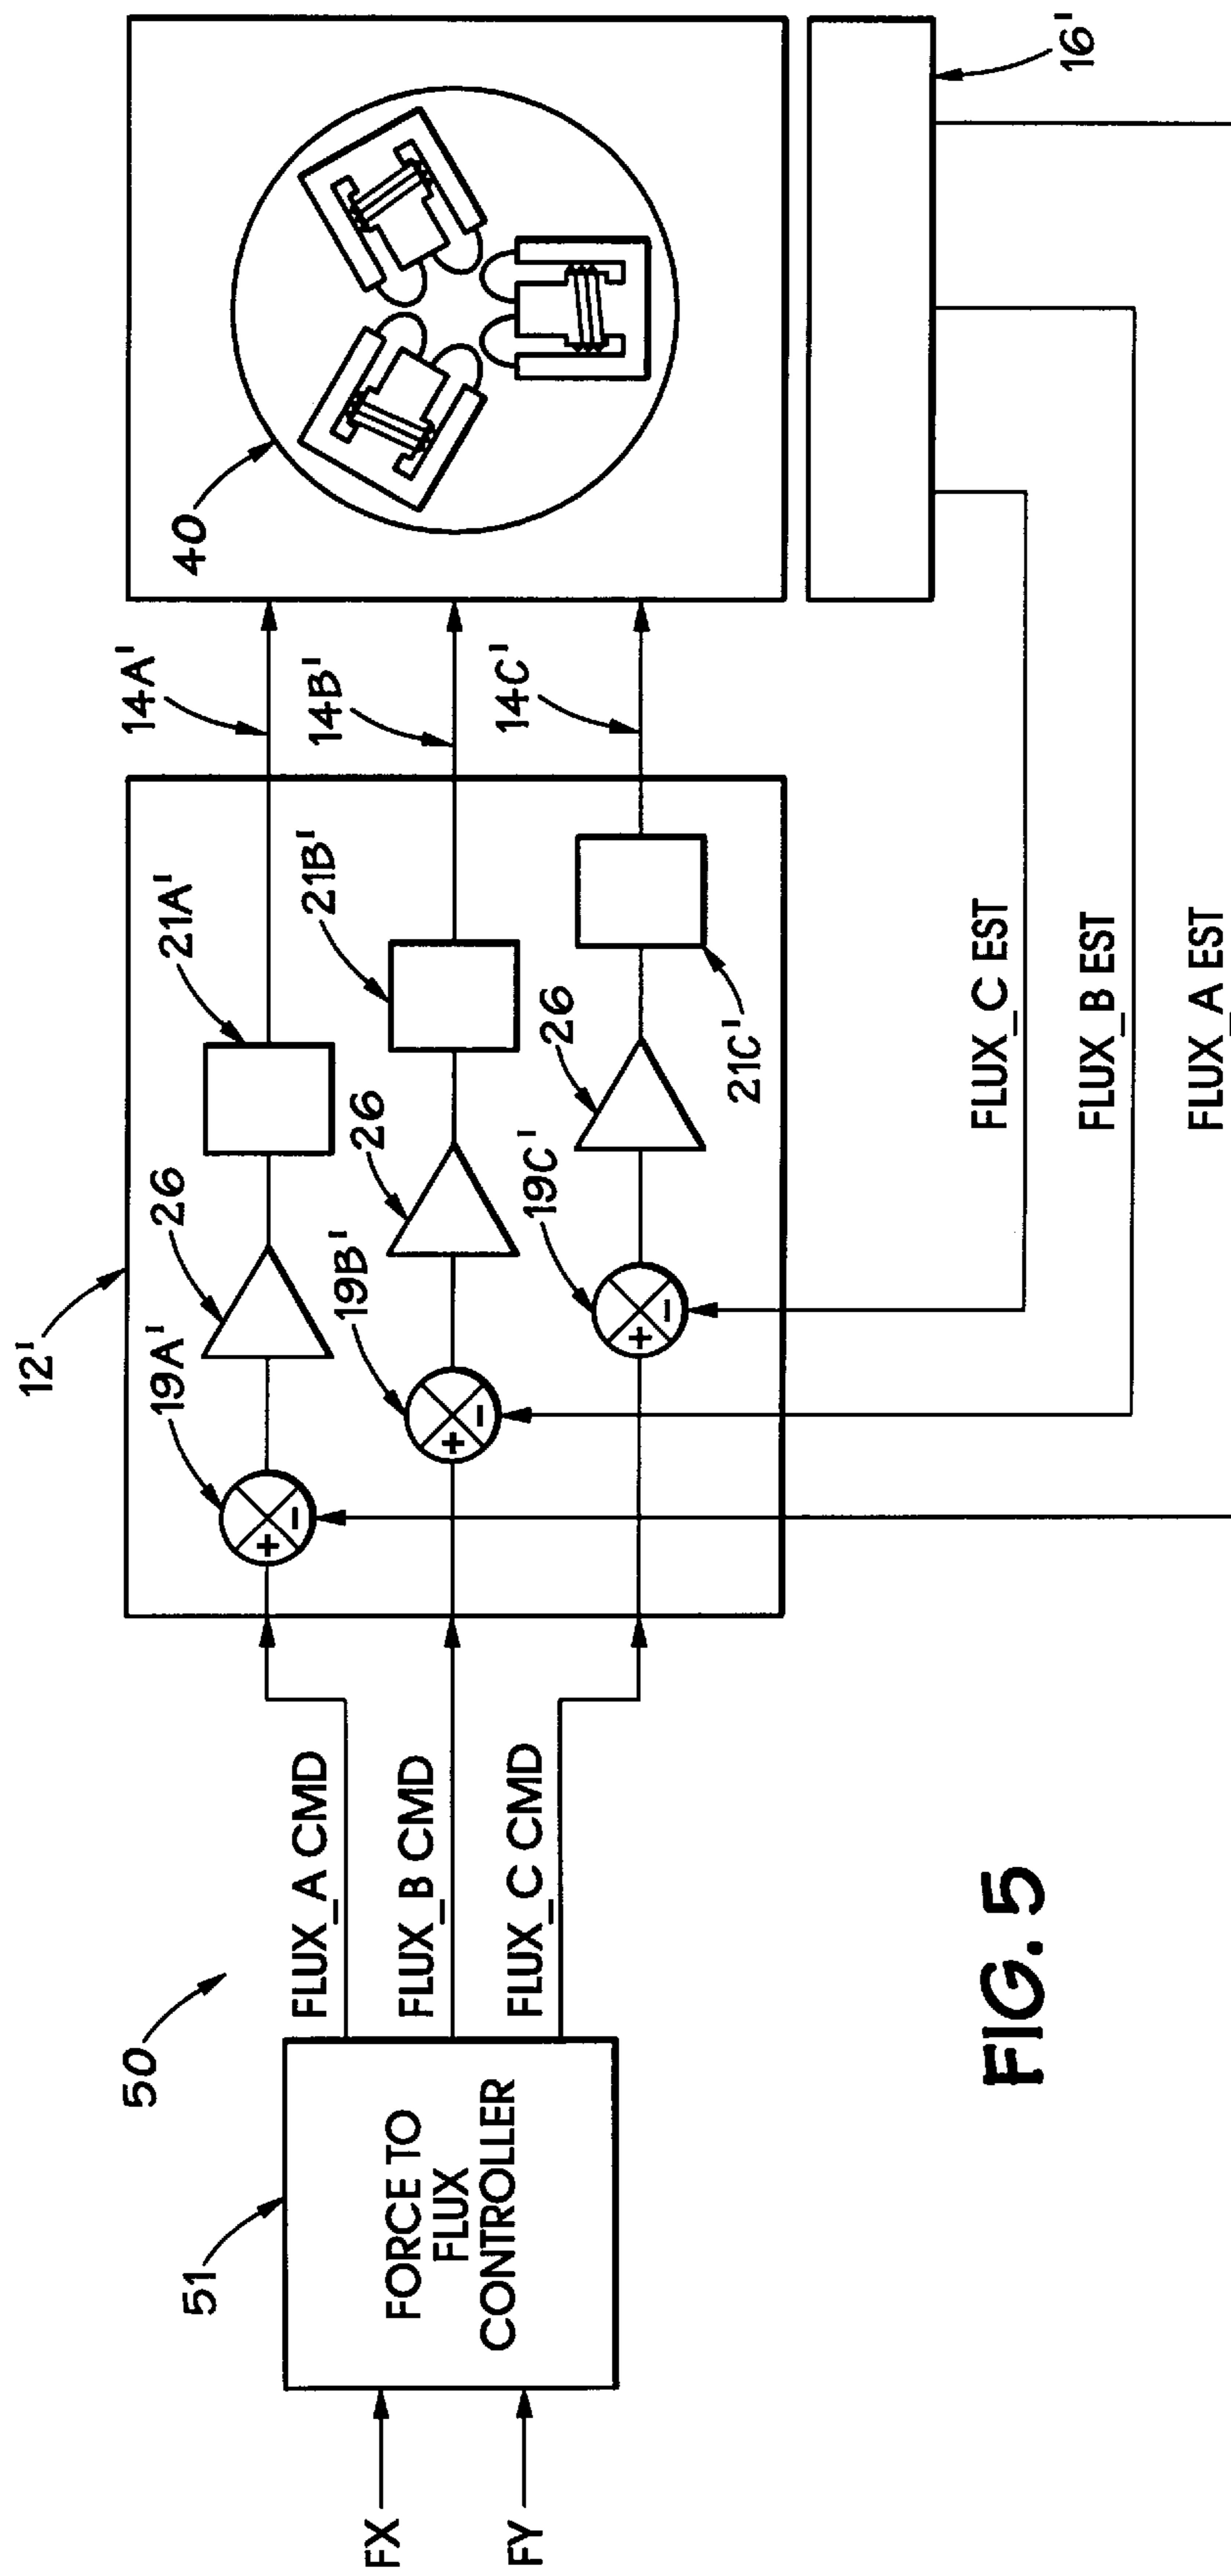 50
51
FORCE TO
FLUX
CONTROLLER
FX
FY
FLUX_A CMD
FLUX_B CMD
FLUX_C CMD
12'
19A'
+
−
26
21A'
14A'
19B'
+
−
26
21B'
14B'
19C'
+
−
26
21C'
14C'
40
16'
FLUX_C EST
FLUX_B EST
FLUX_A EST
FIG. 5